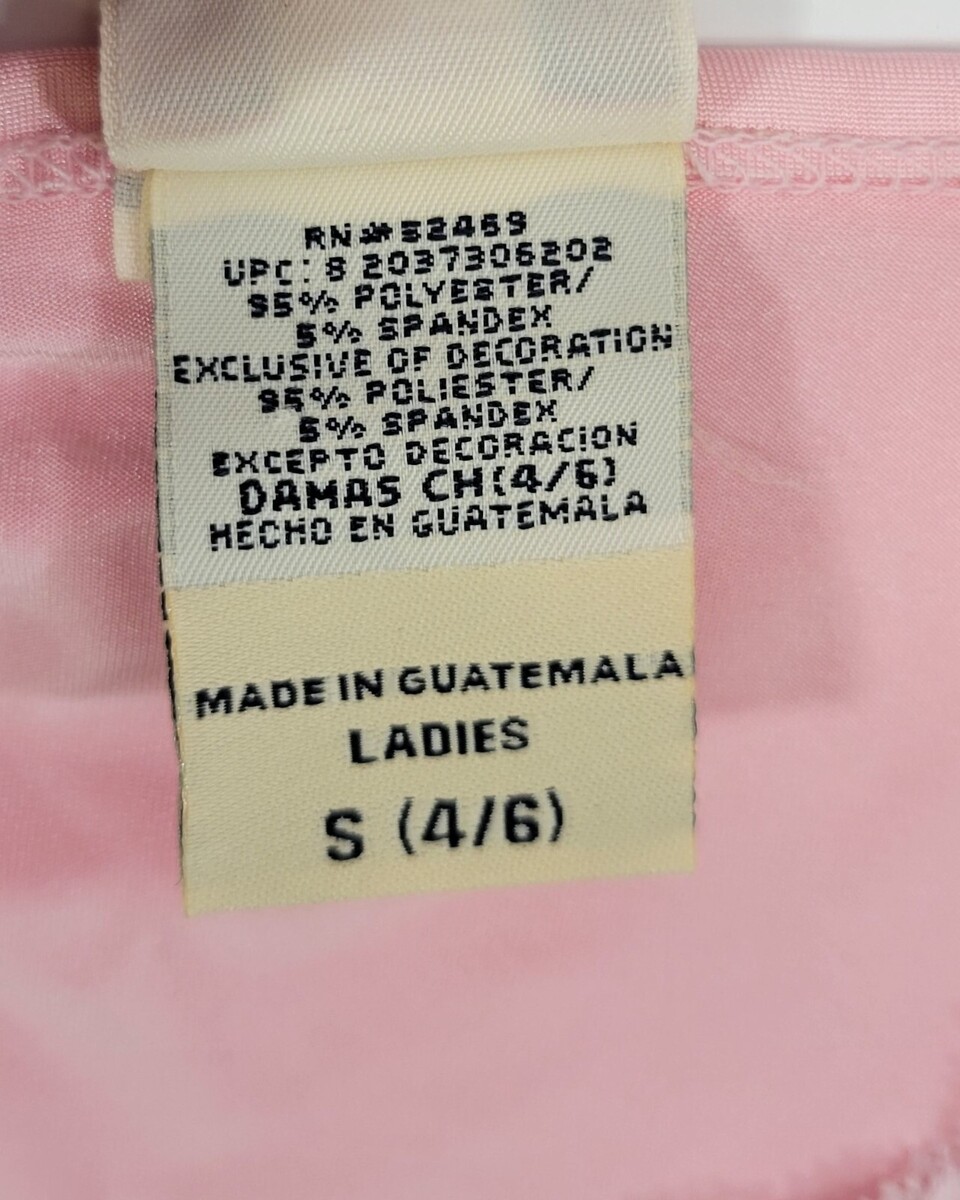 RN#52469
UPC: 8 2037306202
95% POLYESTER/
5% SPANDEX
EXCLUSIVE OF DECORATION
95% POLIESTER/
5% SPANDEX
EXCEPTO DECORACION
DAMAS CH(4/6)
HECHO EN GUATEMALA
MADE IN GUATEMALA
LADIES
S (4/6)